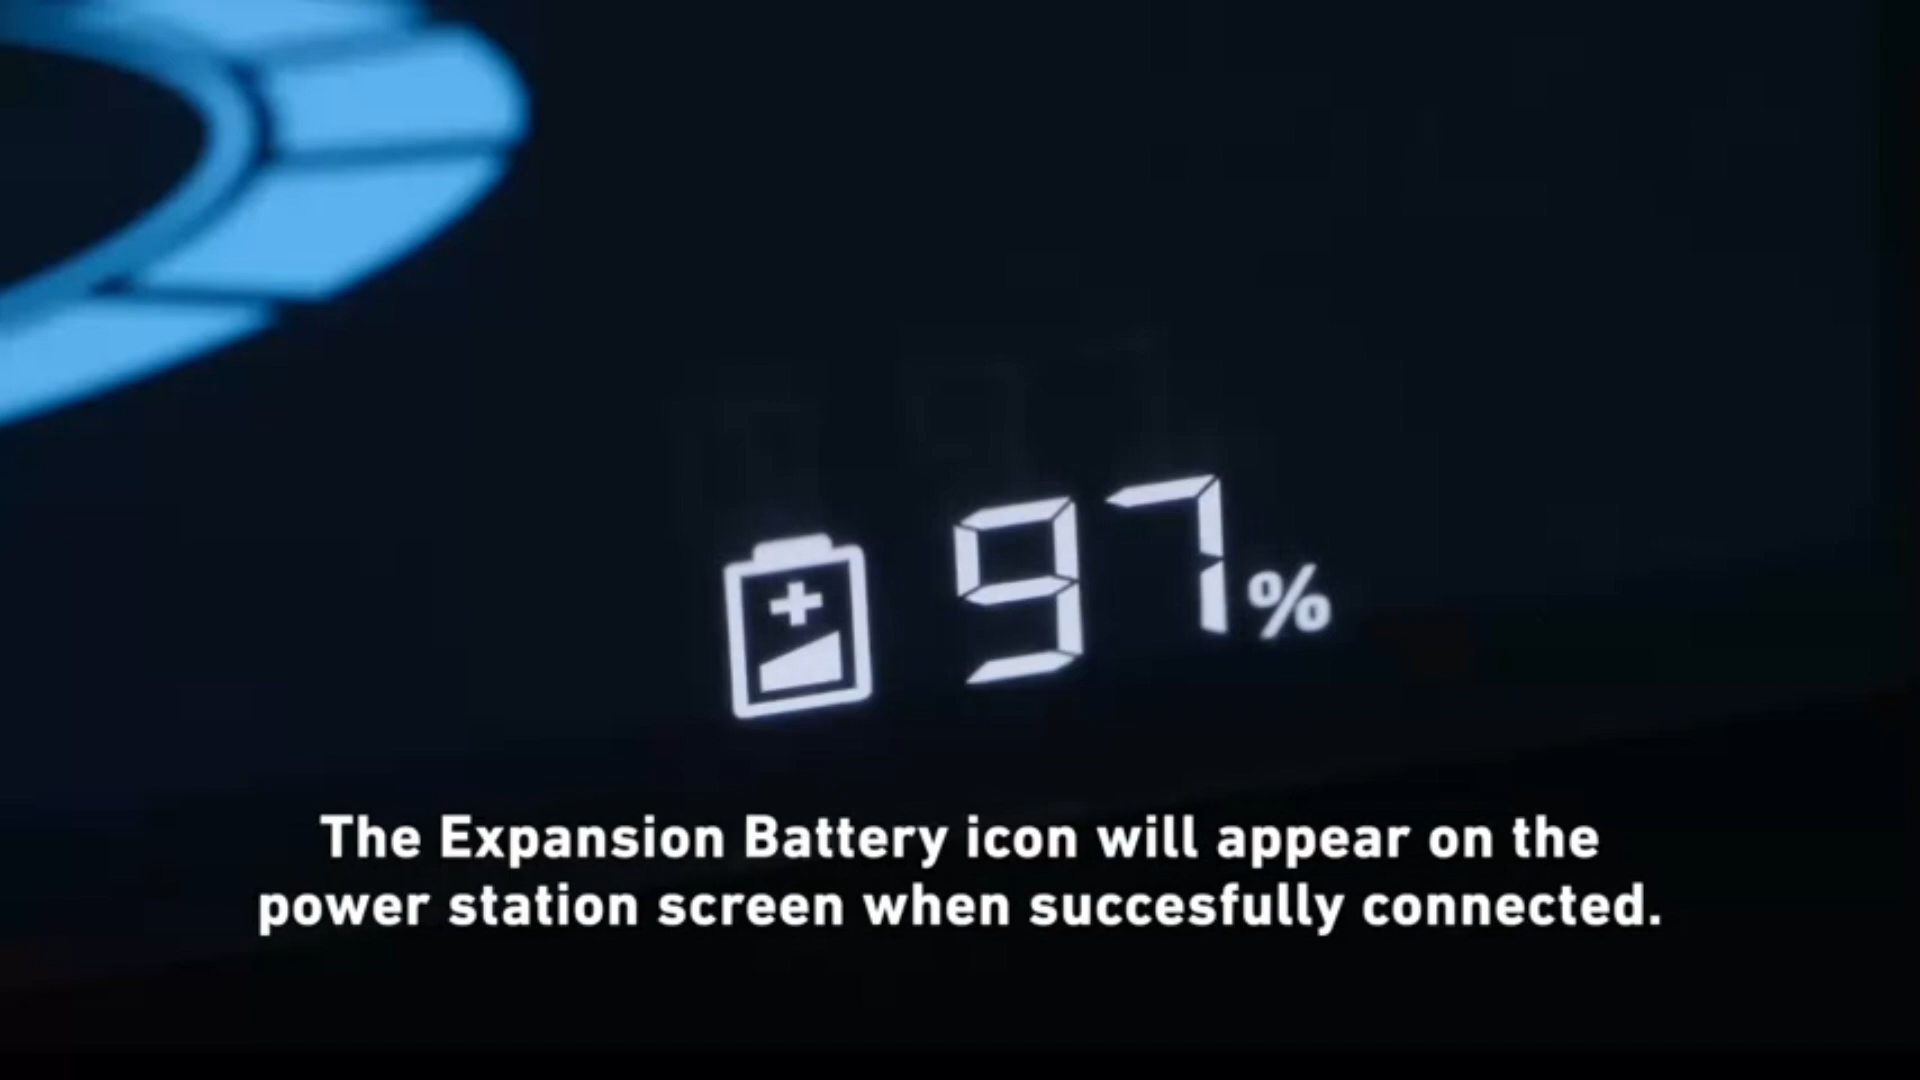 97%
The Expansion Battery icon will appear on the
power station screen when succesfully connected.